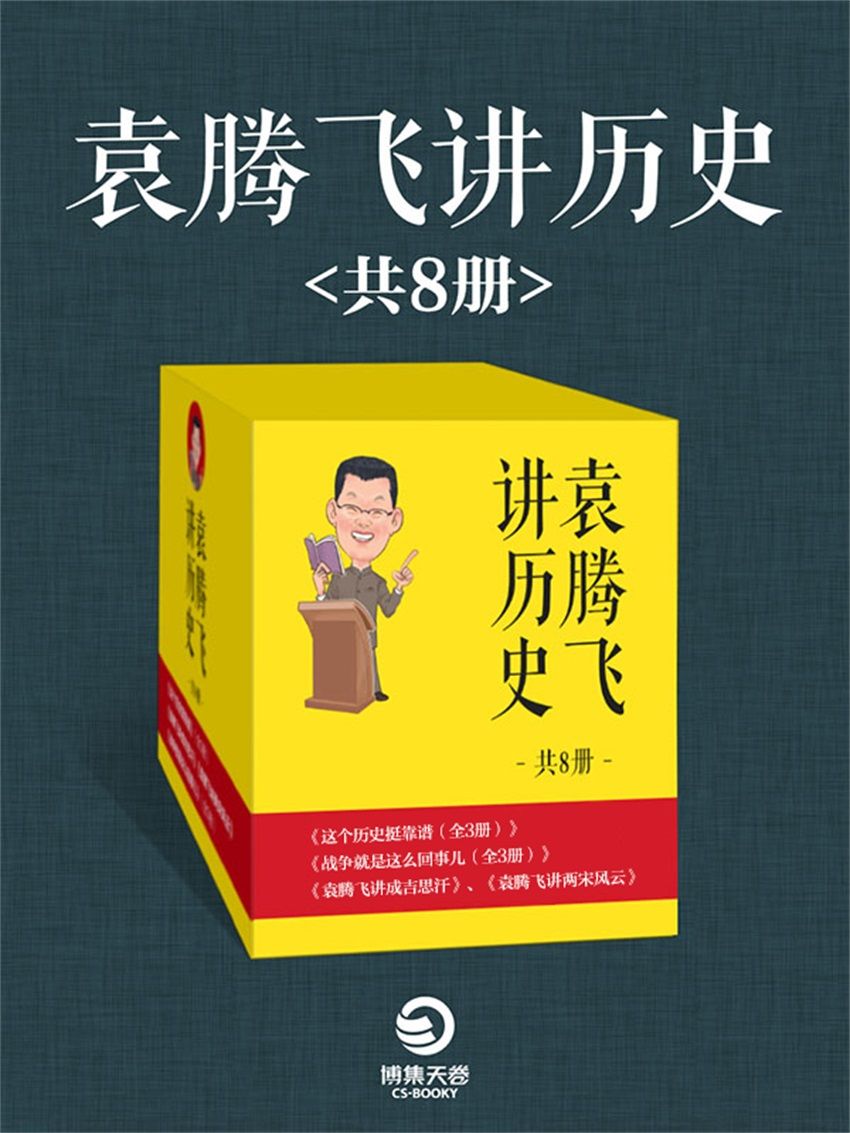 袁腾飞讲历史
<共8册>
袁腾飞
讲历史
-共8册-
袁腾飞
讲历史
《这个历史挺靠谱（全3册）》
《战争就是这么回事儿（全3册）》
《袁腾飞讲成吉思汗》、《袁腾飞讲两宋风云》
博集天卷
CS-BOOKY